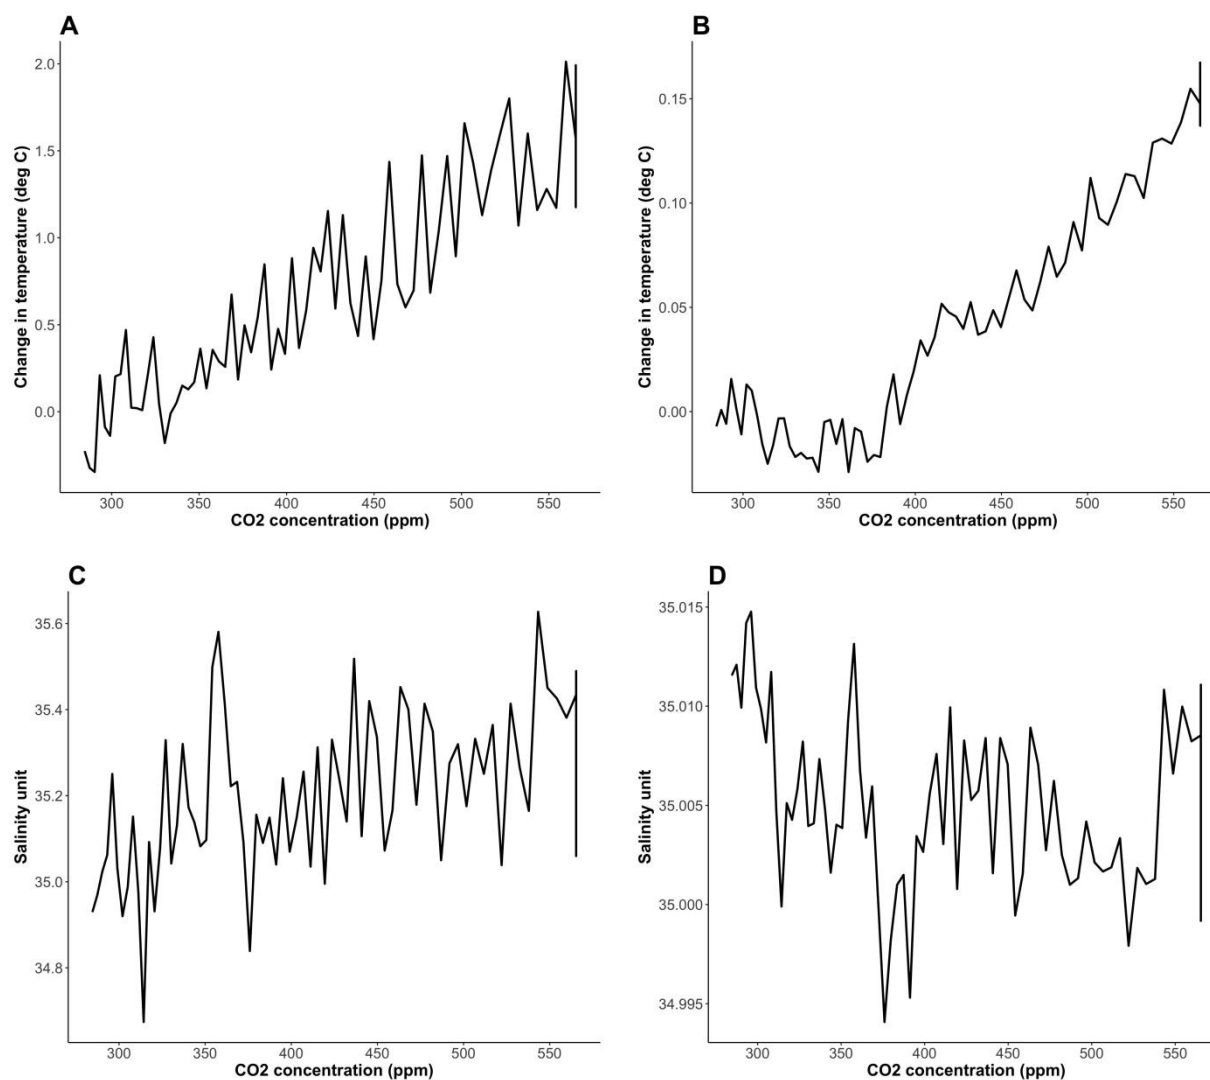 A
Change in temperature (deg C)
2.0
1.5
1.0
0.5
0.0
300 350 400 450 500 550
CO2 concentration (ppm)
B
Change in temperature (deg C)
0.15
0.10
0.05
0.00
300 350 400 450 500 550
CO2 concentration (ppm)
C
Salinity unit
35.6
35.4
35.2
35.0
34.8
300 350 400 450 500 550
CO2 concentration (ppm)
D
Salinity unit
35.015
35.010
35.005
35.000
34.995
300 350 400 450 500 550
CO2 concentration (ppm)